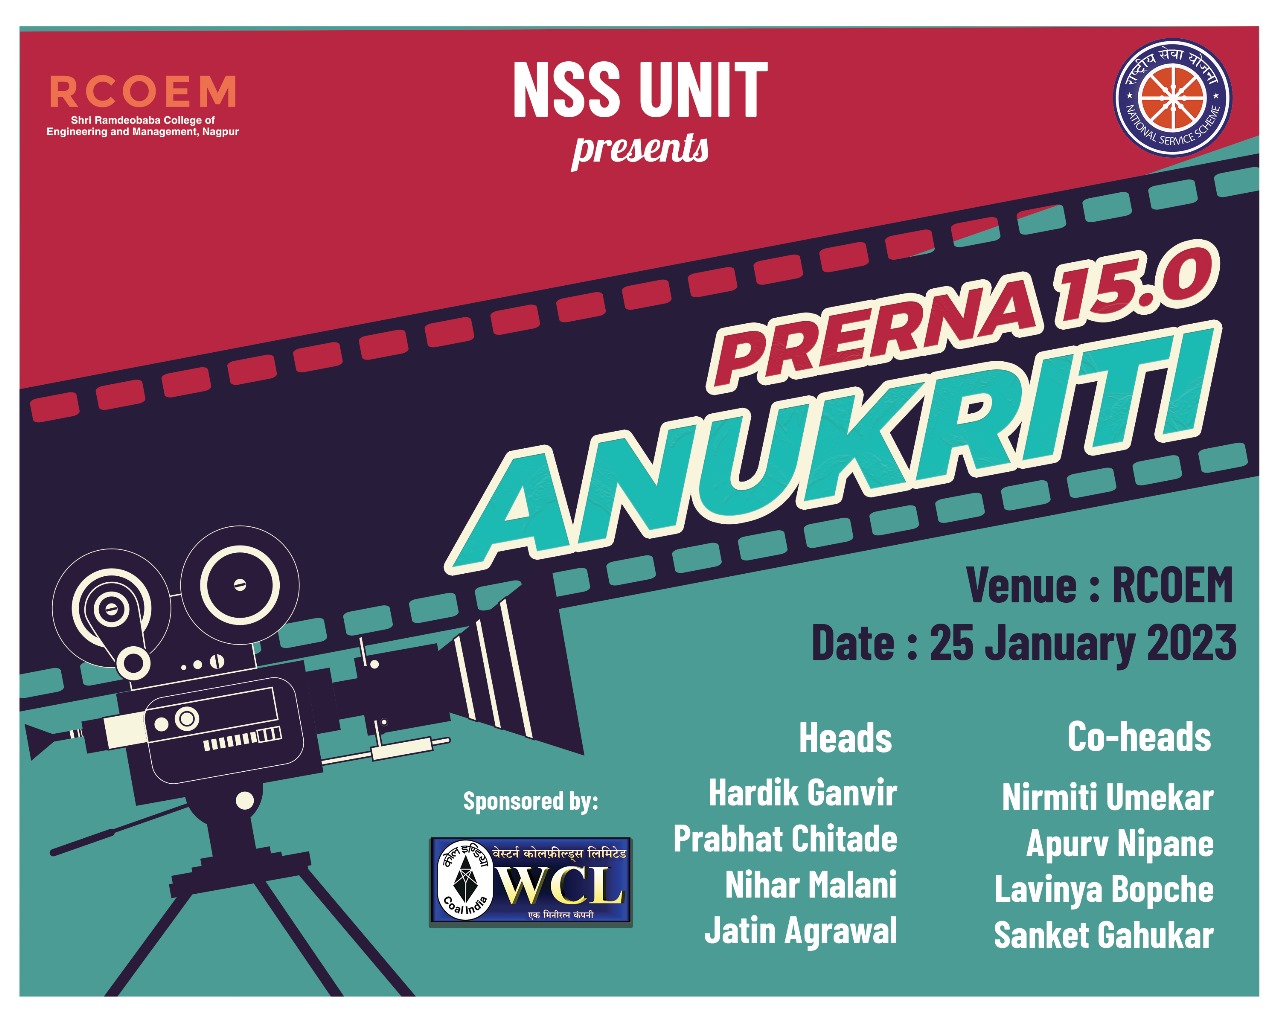 RCOEM
Shri Ramdeobaba College of
Engineering and Management, Nagpur
NSS UNIT
presents
राष्ट्रीय सेवा योजना
NATIONAL SERVICE SCHEME
PRERNA 15.0
ANUKRITI
Venue : RCOEM
Date : 25 January 2023
Heads
Hardik Ganvir
Prabhat Chitade
Nihar Malani
Jatin Agrawal
Co-heads
Nirmiti Umekar
Apurv Nipane
Lavinya Bopche
Sanket Gahukar
Sponsored by:
कोल इण्डिया
Coal India
वेस्टर्न कोलफ़ील्ड्स लिमिटेड
WCL
एक मिनीरत्न कंपनी